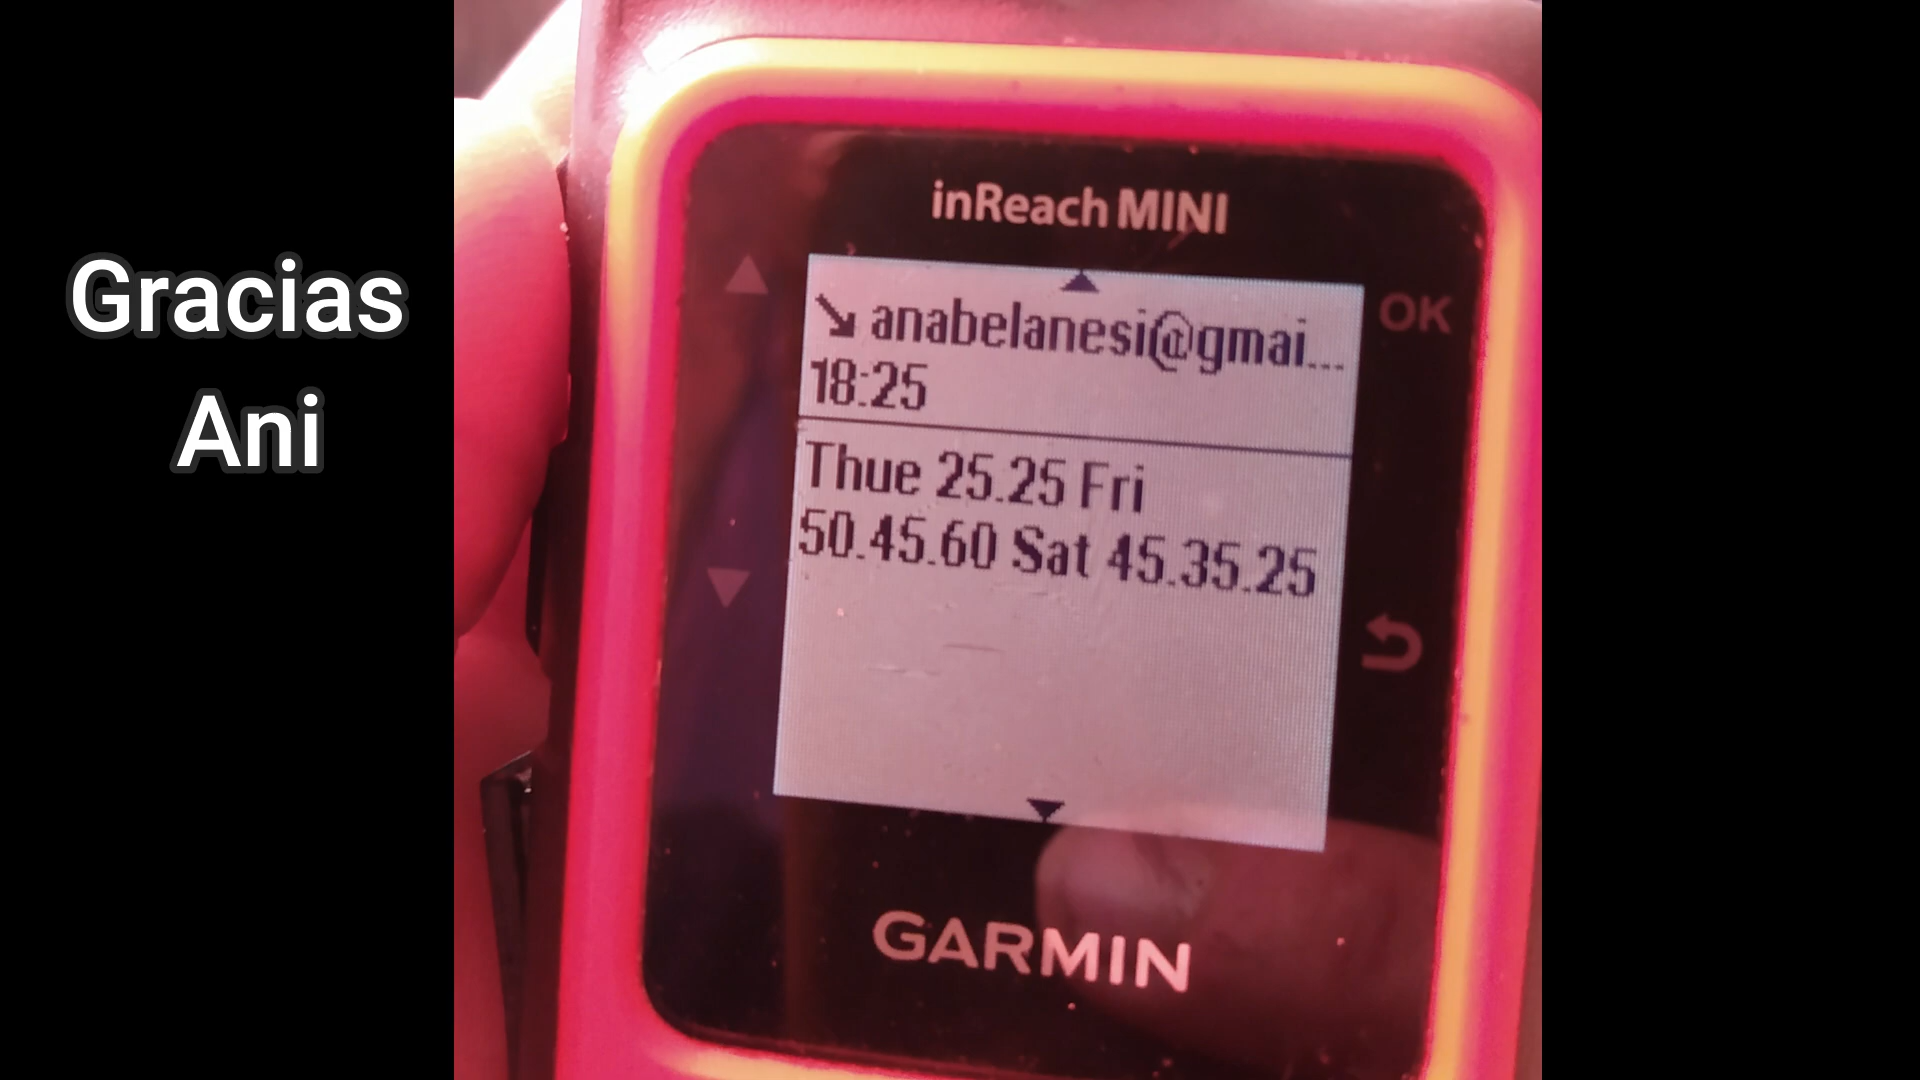 Gracias
Ani
inReach MINI
OK
anabelanesi@gmai...
18:25
Thue 25.25 Fri
50.45.60 Sat 45.35.25
GARMIN